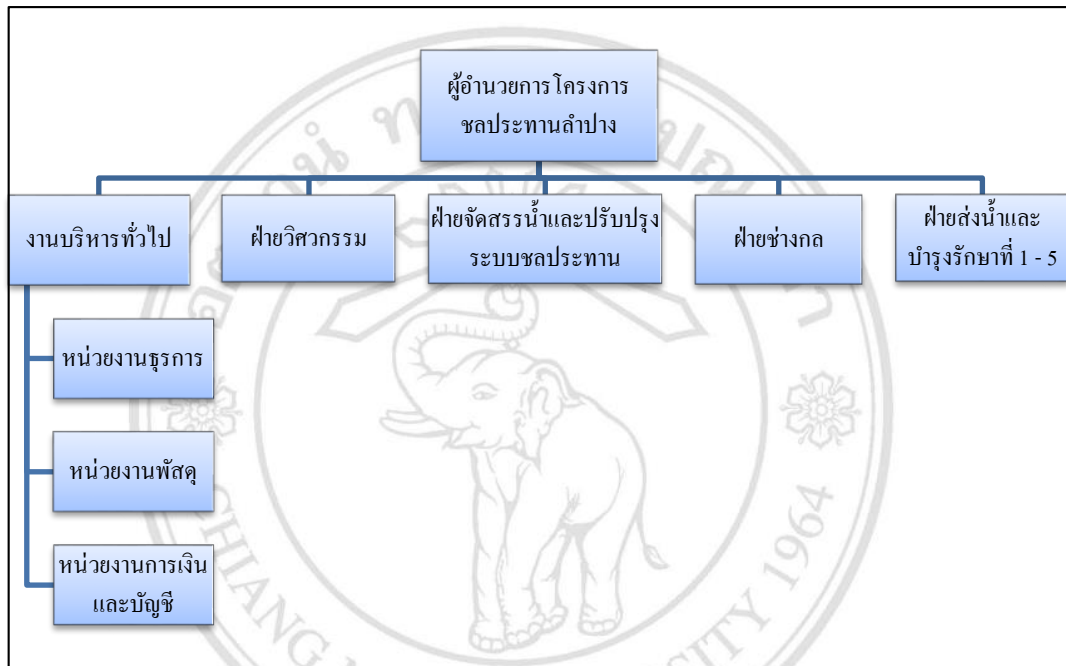 ผู้อำนวยการโครงการ
ชลประทานลำปาง
งานบริหารทั่วไป
ฝ่ายวิศวกรรม
ฝ่ายจัดสรรน้ำและปรับปรุง
ระบบชลประทาน
ฝ่ายช่างกล
ฝ่ายส่งน้ำและ
บำรุงรักษาที่ 1 - 5
หน่วยงานธุรการ
หน่วยงานพัสดุ
หน่วยงานการเงิน
และบัญชี
CHIANG
SITY 1964